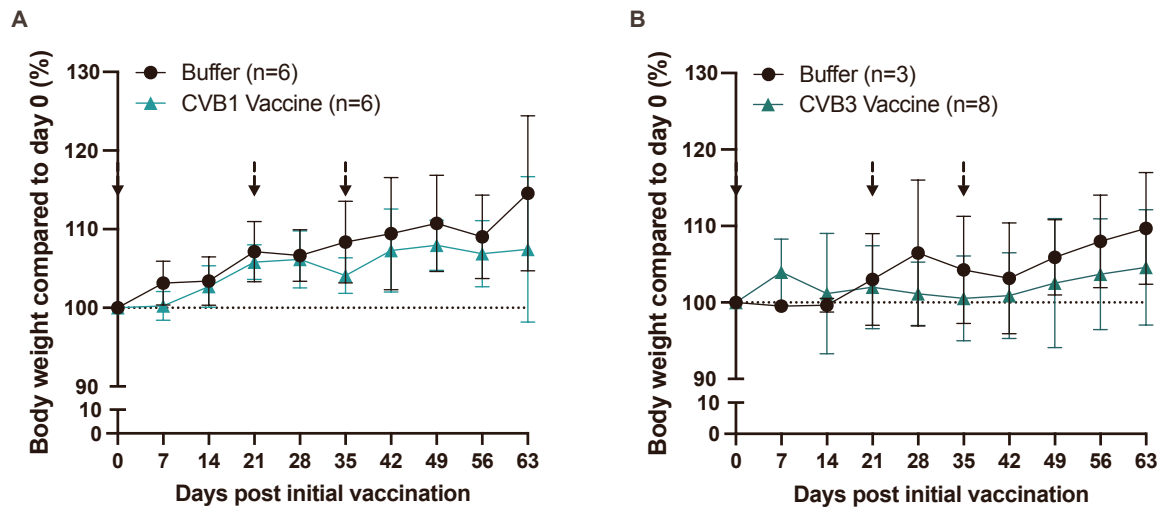 A
Body weight compared to day 0 (%)
130
120
110
100
90
10
0
Buffer (n=6)
CVB1 Vaccine (n=6)
0 7 14 21 28 35 42 49 56 63
Days post initial vaccination
B
Body weight compared to day 0 (%)
130
120
110
100
90
10
0
Buffer (n=3)
CVB3 Vaccine (n=8)
0 7 14 21 28 35 42 49 56 63
Days post initial vaccination